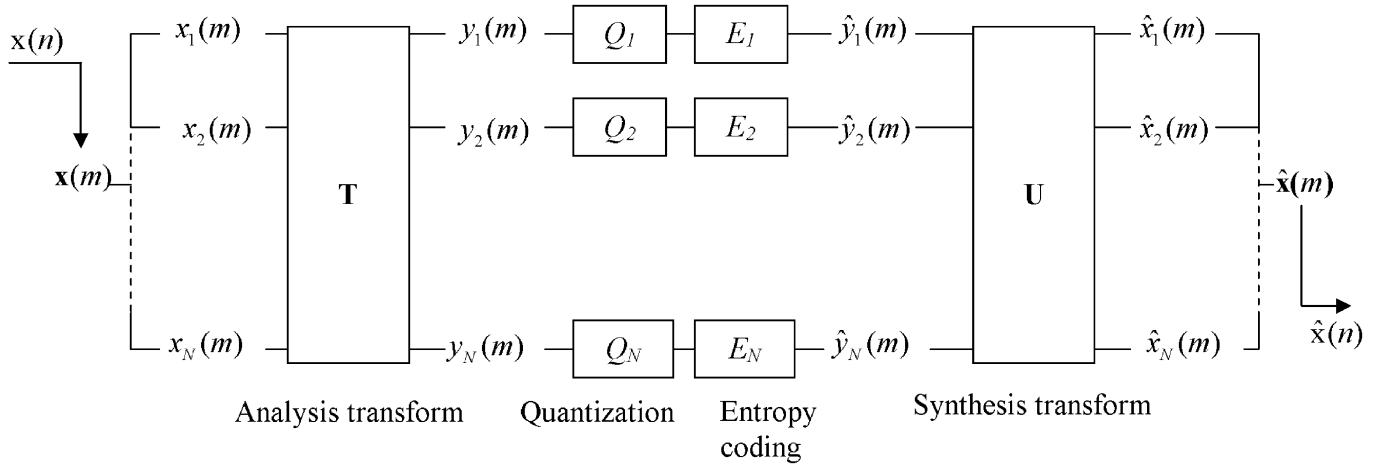 x(n) x₁(m) y₁(m) Q₁ E₁ ŷ₁(m) x̂₁(m)
x₂(m) y₂(m) Q₂ E₂ ŷ₂(m) x̂₂(m)
x(m) T U x̂(m)
x_N(m) y_N(m) Q_N E_N ŷ_N(m) x̂_N(m) x̂(n)
Analysis transform Quantization Entropy Synthesis transform
coding